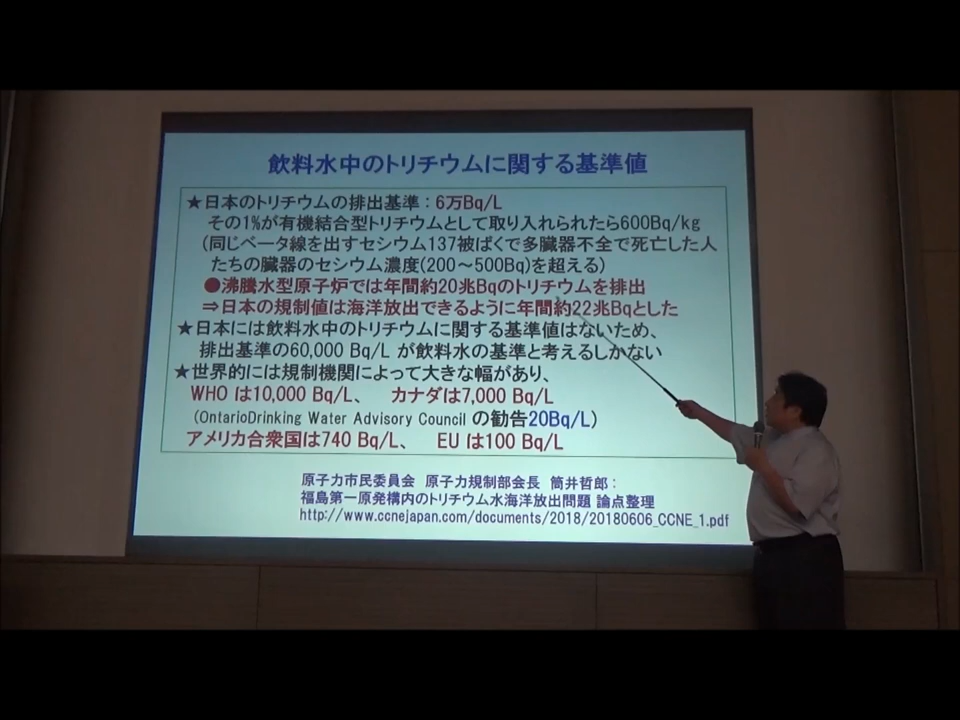 飲料水中のトリチウムに関する基準値
★日本のトリチウムの排出基準：6万Bq/L
その1%が有機結合型トリチウムとして取り入れられたら600Bq/kg
(同じベータ線を出すセシウム137被ばくで多臓器不全で死亡した人
たちの臓器のセシウム濃度(200～500Bq)を超える)
●沸騰水型原子炉では年間約20兆Bqのトリチウムを排出
⇒日本の規制値は海洋放出できるように年間約22兆Bqとした
★日本には飲料水中のトリチウムに関する基準値はないため、
排出基準の60,000 Bq/L が飲料水の基準と考えるしかない
★世界的には規制機関によって大きな幅があり、
WHO は10,000 Bq/L、 カナダは7,000 Bq/L
(OntarioDrinking Water Advisory Council の勧告20Bq/L)
アメリカ合衆国は740 Bq/L、 EU は100 Bq/L
原子力市民委員会 原子力規制部会長 筒井哲郎：
福島第一原発構内のトリチウム水海洋放出問題 論点整理
http://www.ccnejapan.com/documents/2018/20180606_CCNE_1.pdf